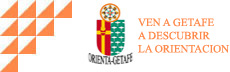 ORIENTA-GETAFE
VEN A GETAFE
A DESCUBRIR
LA ORIENTACION